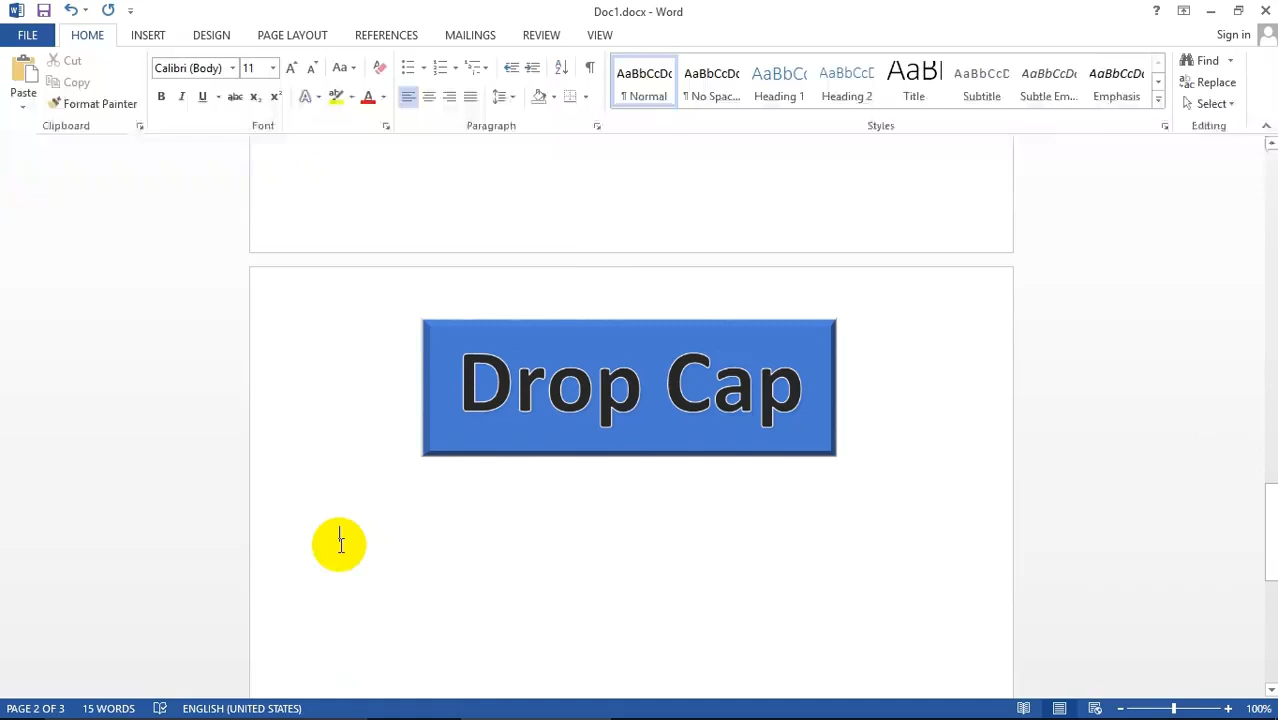 Doc1.docx - Word
?
FILE HOME INSERT DESIGN PAGE LAYOUT REFERENCES MAILINGS REVIEW VIEW Sign in
Paste
Cut
Copy
Format Painter
Clipboard
Calibri (Body) 11
Font
Paragraph
AaBbCcDc AaBbCcDc AaBbCc AaBbCcD AaBl AaBbCcD AaBbCcDc AaBbCcDc
¶ Normal ¶ No Spac... Heading 1 Heading 2 Title Subtitle Subtle Em... Emphasis
Styles
Find
Replace
Select
Editing
Drop Cap
PAGE 2 OF 3 15 WORDS ENGLISH (UNITED STATES) 100%